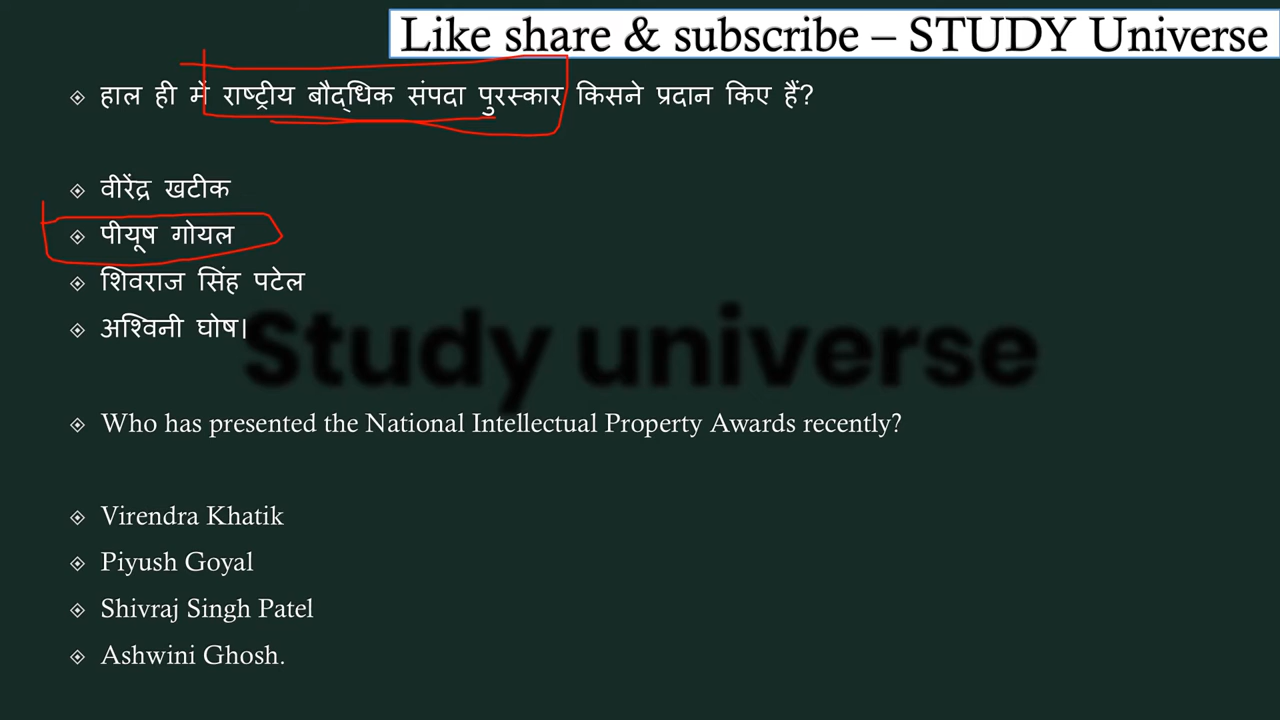 Like share & subscribe – STUDY Universe
हाल ही में राष्ट्रीय बौद्धिक संपदा पुरस्कार किसने प्रदान किए हैं?
वीरेंद्र खटीक
पीयूष गोयल
शिवराज सिंह पटेल
अश्विनी घोष।
Study universe
Who has presented the National Intellectual Property Awards recently?
Virendra Khatik
Piyush Goyal
Shivraj Singh Patel
Ashwini Ghosh.